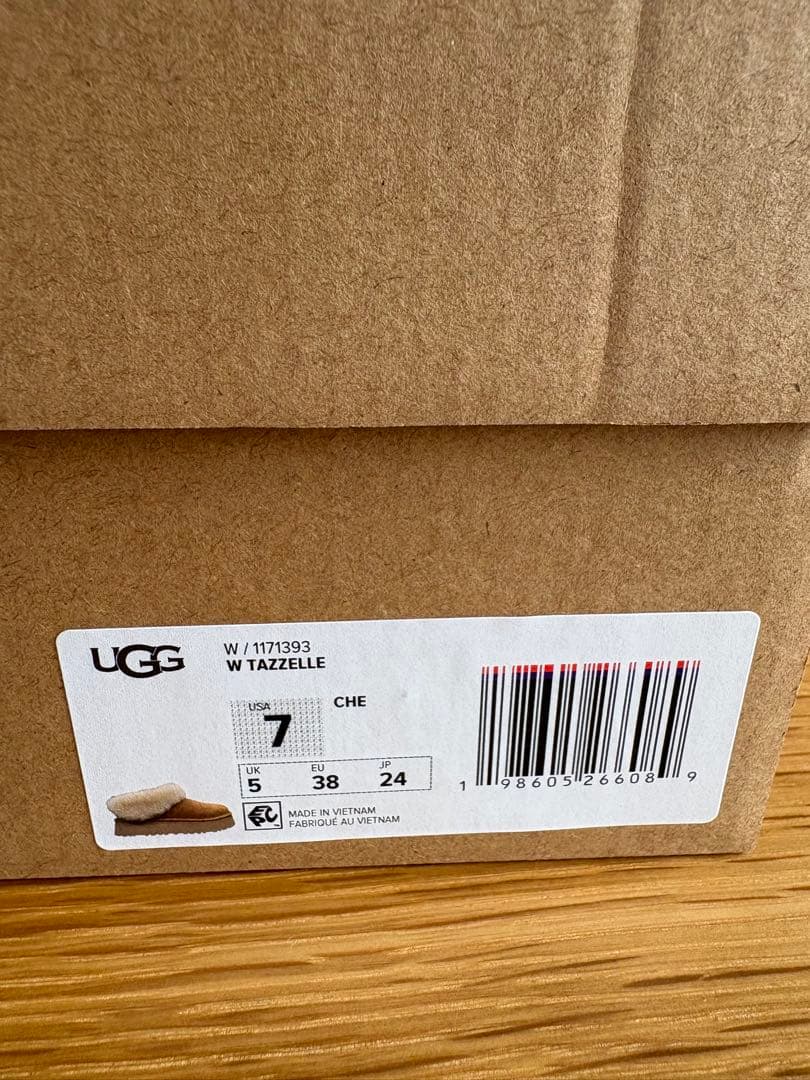 UGG
W / 1171393
W TAZZELLE
USA
7
CHE
UK EU JP
5 38 24
MADE IN VIETNAM
FABRIQUÉ AU VIETNAM
1 98605 26608 9